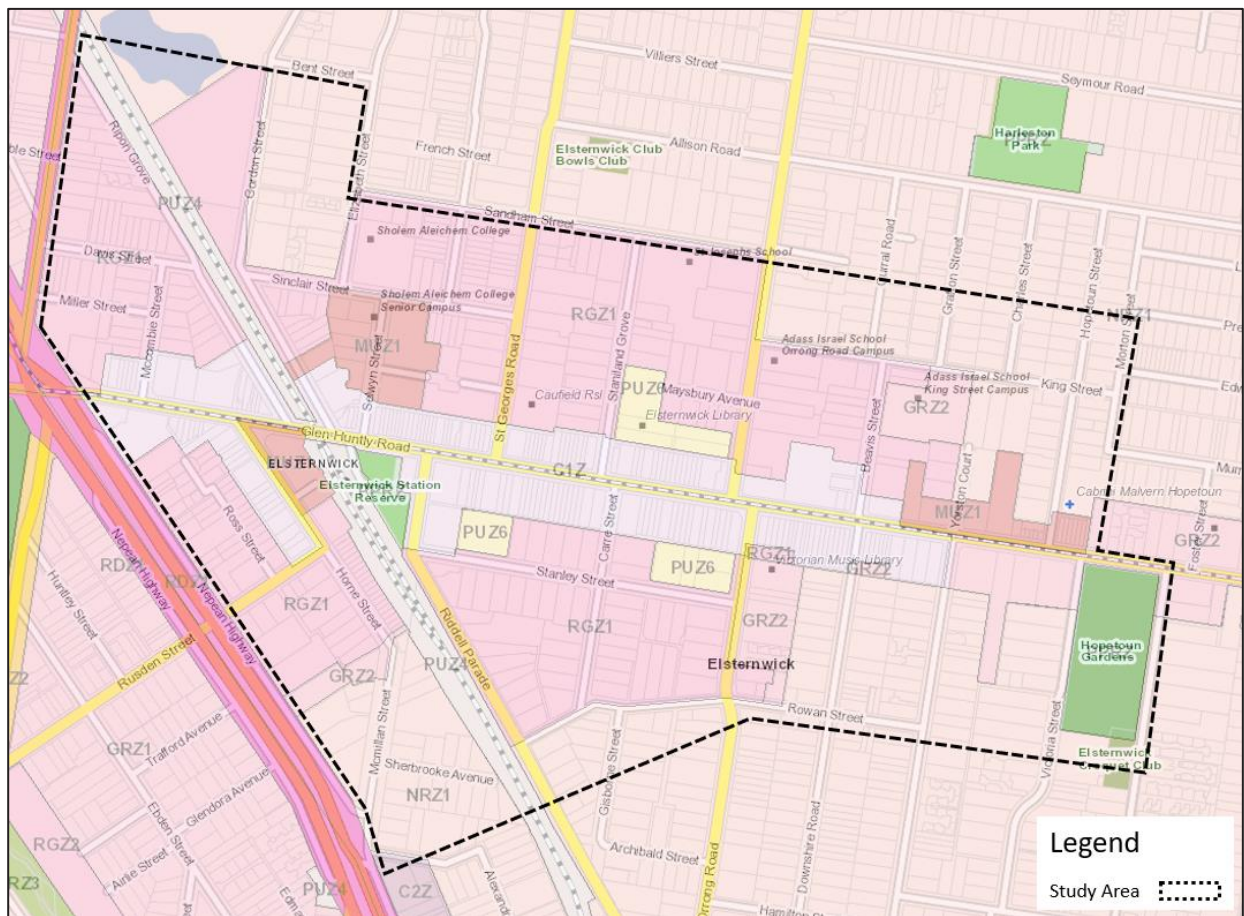 Bent Street
Villiers Street
Seymour Road
Harleston
Park
Ripon Grove
Gordon Street
Elizabeth Street
French Street
Elsternwick Club
Bowls Club
Allison Road
PUZ4
Sandham Street
Sholem Aleichem College
St Josephs School
Curral Road
Grafton Street
Charles Street
Hopetoun Street
Morton Street
NRZ1
Davis Street
RGZ1
Miller Street
Mccombie Street
Sinclair Street
Sholem Aleichem College
Senior Campus
MUZ1
Selwyn Street
St Georges Road
RGZ1
Staniland Grove
Adass Israel School
Orrong Road Campus
King Street
Adass Israel School
King Street Campus
GRZ2
PUZ6
Maysbury Avenue
Caulfield Rsl
Elsternwick Library
Beavis Street
Glen Huntly Road
C1Z
ELSTERNWICK
Elsternwick Station
Reserve
Yorston Court
MUZ1
Cabrini Malvern Hopetoun
Foster Street
GRZ2
Ross Street
PUZ6
Carre Street
PUZ6
RGZ1
Victorian Music Library
GRZ2
Stanley Street
Nepean Highway
RDZ1
Nepean Highway
Huntley Street
RGZ1
Horne Street
Riddell Parade
RGZ1
GRZ2
Elsternwick
Hopetoun
Gardens
Rusden Street
GRZ2
PUZ4
Mcmillan Street
Rowan Street
Victoria Street
Elsternwick
Croquet Club
GRZ1
Trafford Avenue
Glendora Avenue
Sherbrooke Avenue
NRZ1
Gisborne Street
Ebden Street
Airlie Street
RGZ2
Archibald Street
Downshire Road
Orrong Road
PUZ4
C2Z
Legend
Study Area